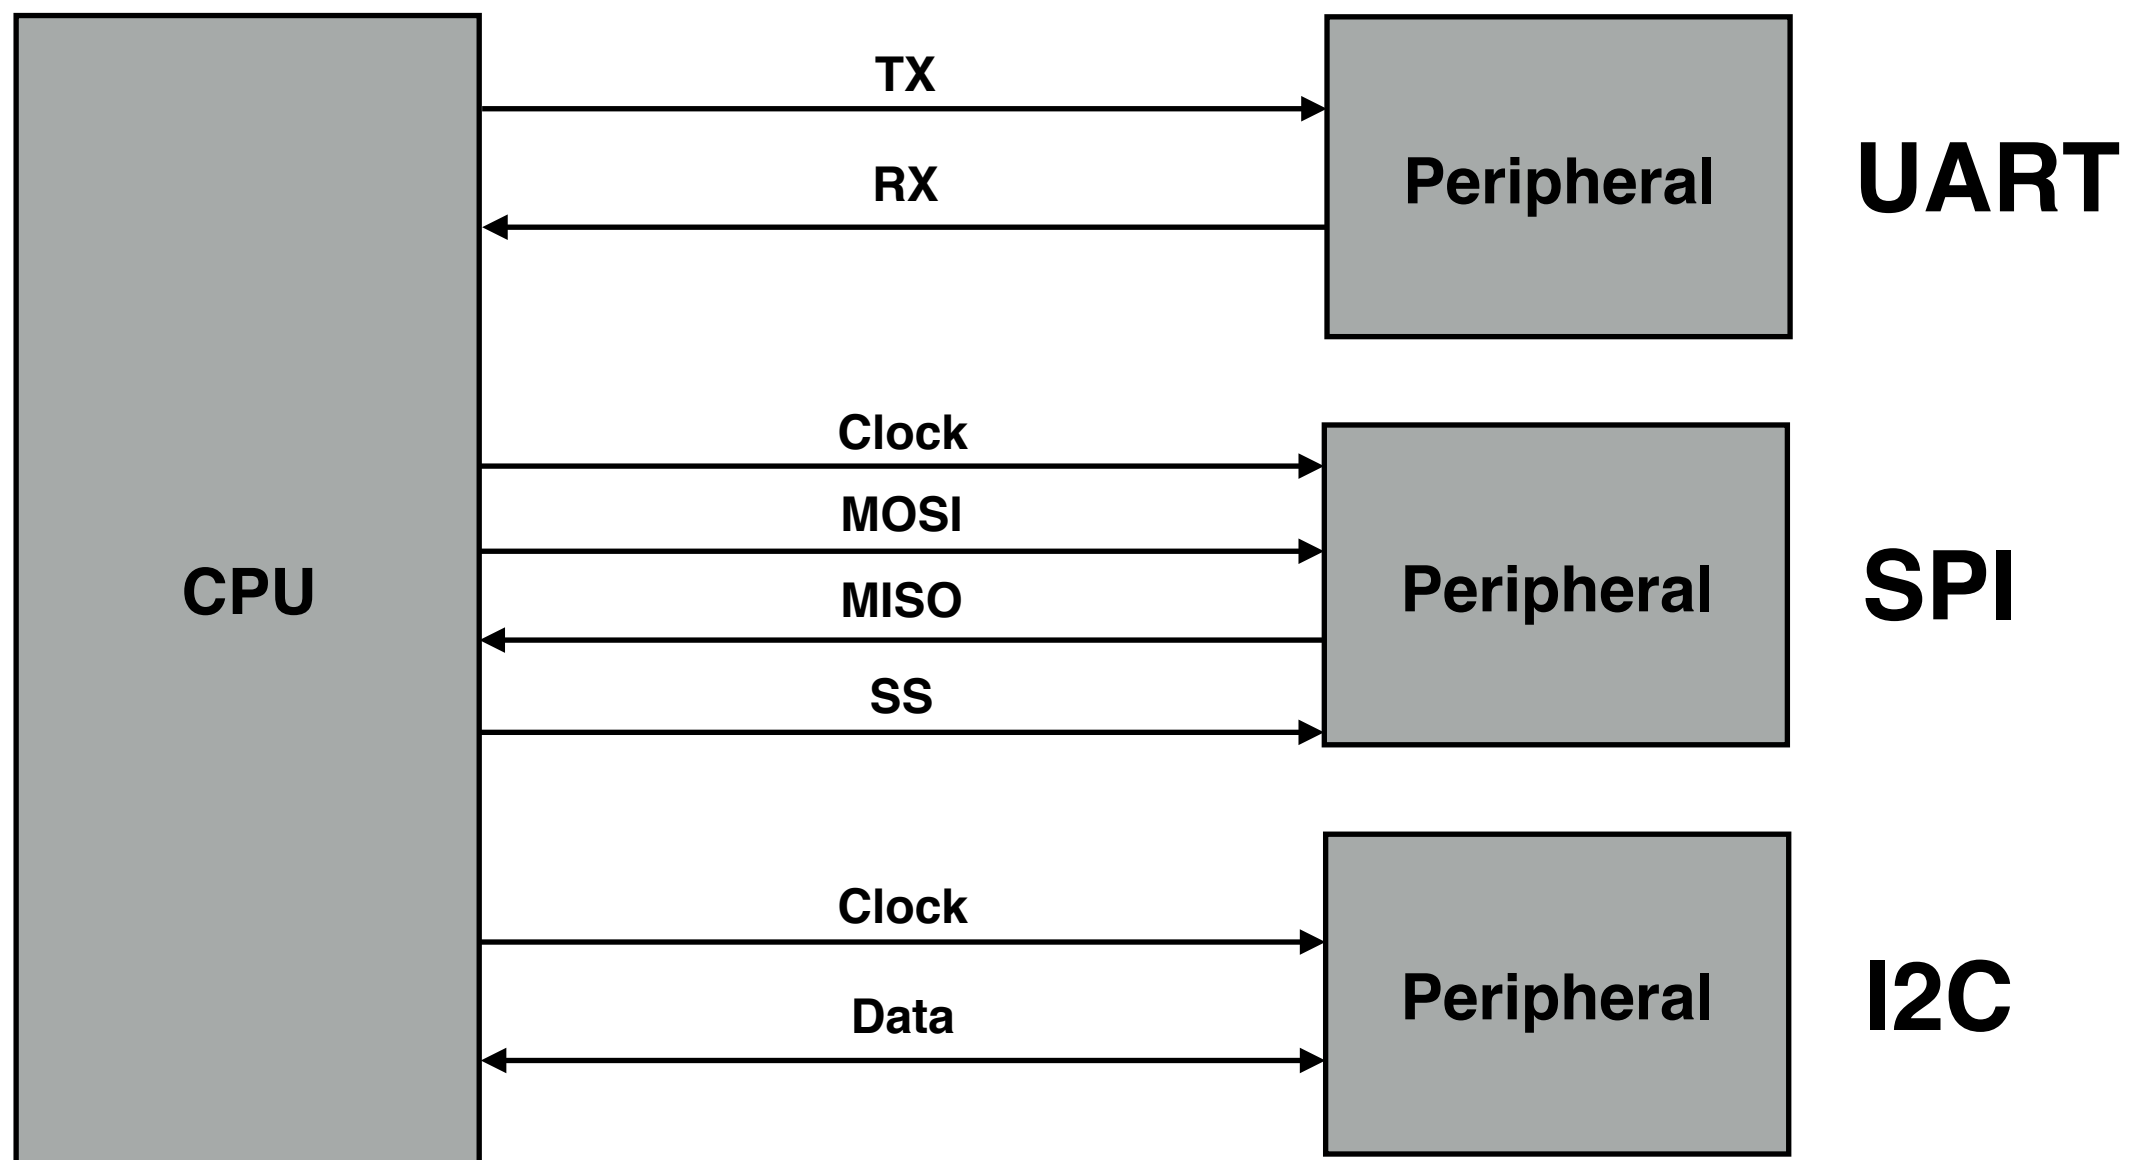 TX
RX
Peripheral
UART
Clock
MOSI
MISO
SS
CPU
Peripheral
SPI
Clock
Data
Peripheral
I2C